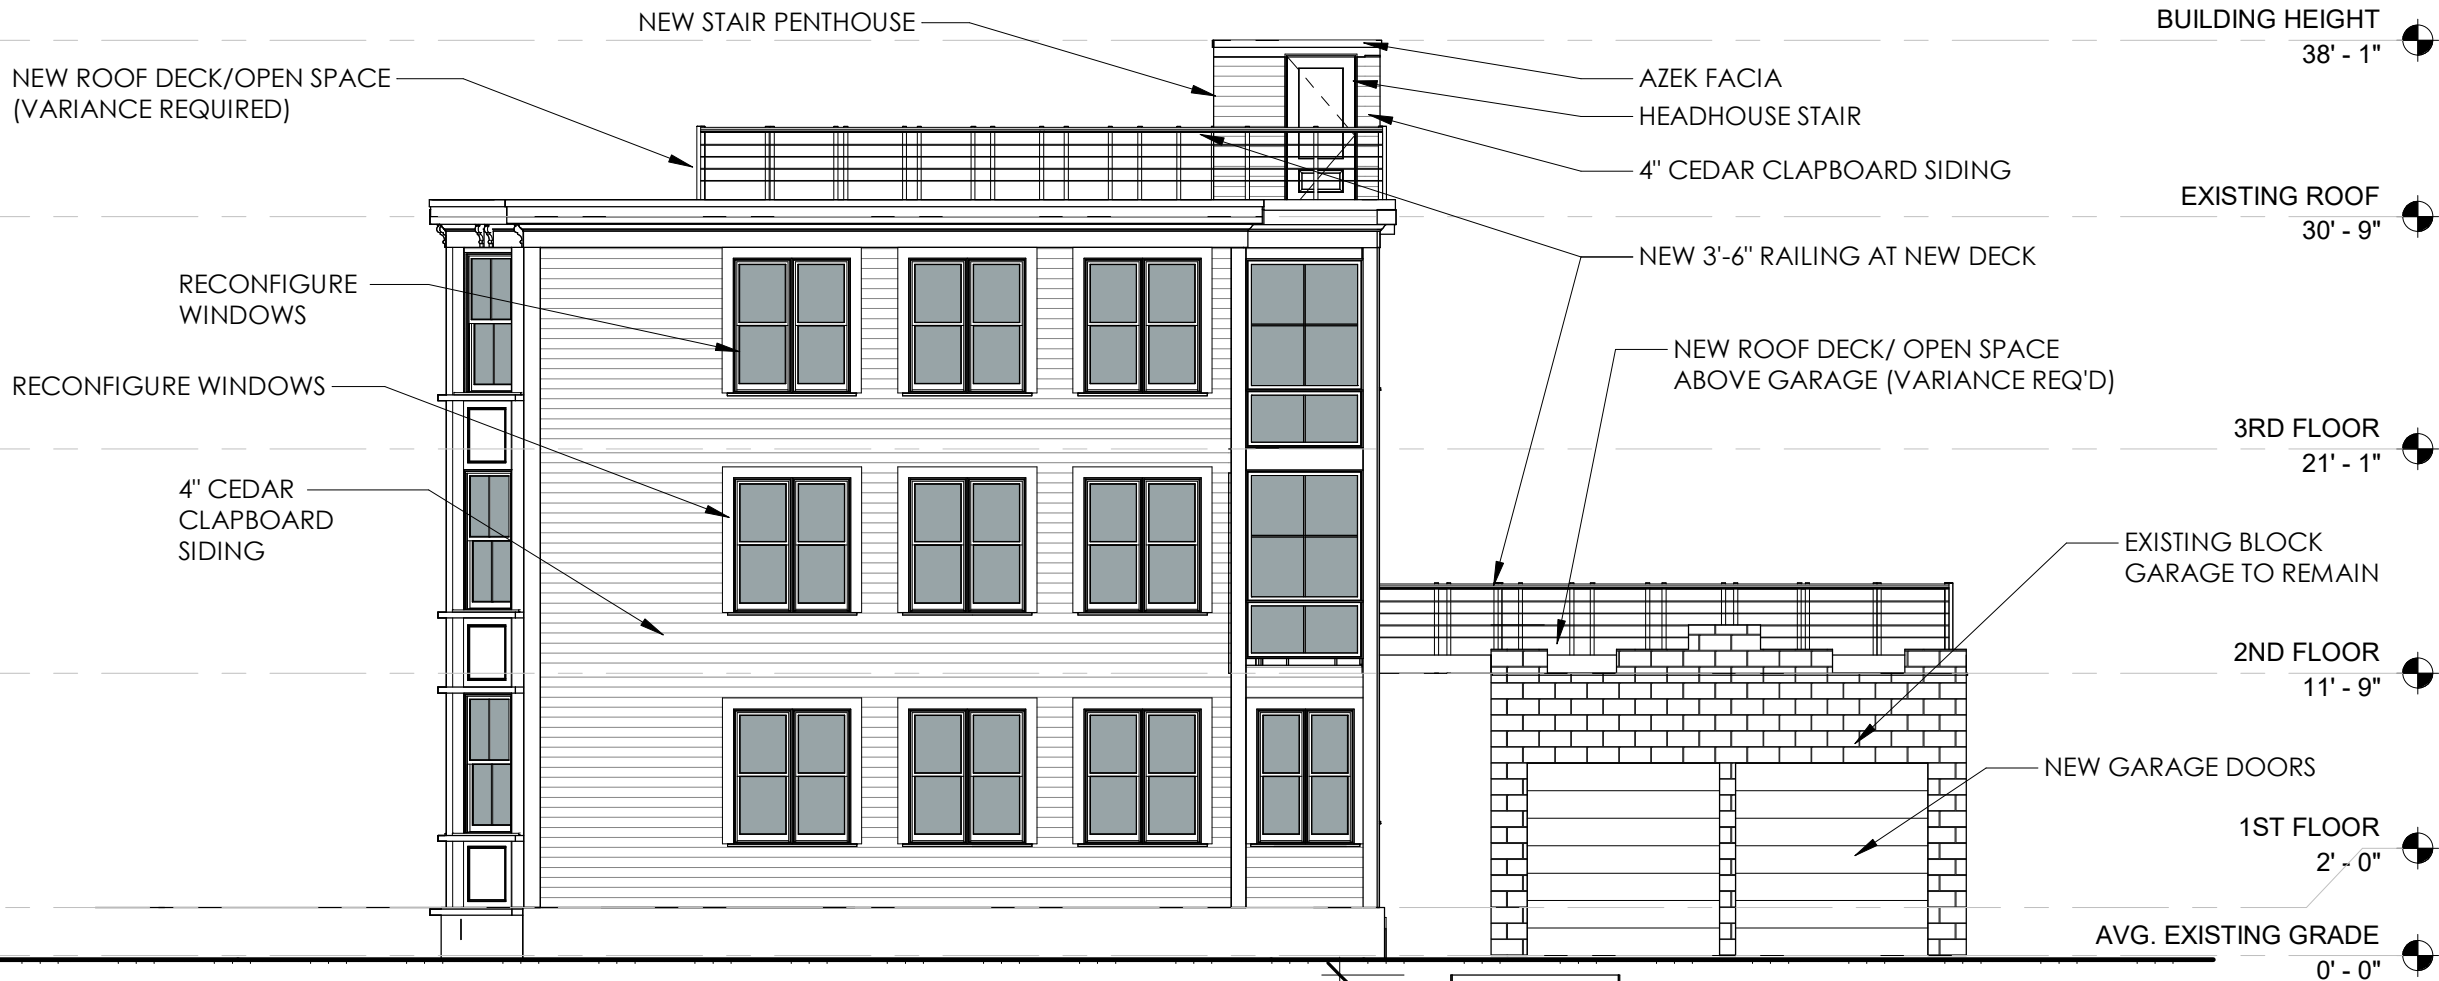 NEW STAIR PENTHOUSE
BUILDING HEIGHT
38' - 1"
NEW ROOF DECK/OPEN SPACE
(VARIANCE REQUIRED)
AZEK FACIA
HEADHOUSE STAIR
4" CEDAR CLAPBOARD SIDING
EXISTING ROOF
30' - 9"
NEW 3'-6" RAILING AT NEW DECK
RECONFIGURE
WINDOWS
NEW ROOF DECK/ OPEN SPACE
ABOVE GARAGE (VARIANCE REQ'D)
RECONFIGURE WINDOWS
3RD FLOOR
21' - 1"
4" CEDAR
CLAPBOARD
SIDING
EXISTING BLOCK
GARAGE TO REMAIN
2ND FLOOR
11' - 9"
NEW GARAGE DOORS
1ST FLOOR
2' - 0"
AVG. EXISTING GRADE
0' - 0"